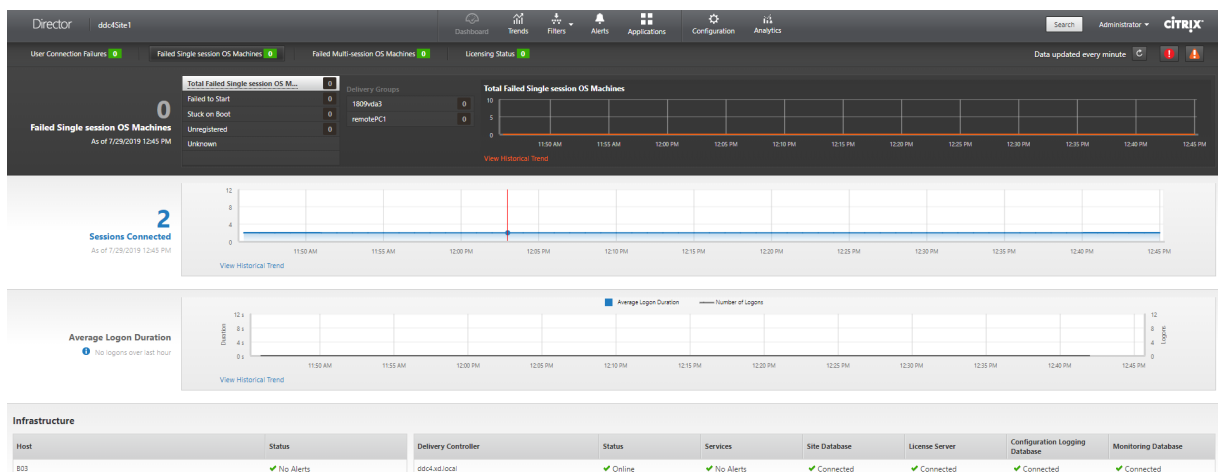 Director ddc4Site1 Dashboard Trends Filters Alerts Applications Configuration Analytics Search Administrator CITRIX
User Connection Failures 0 Failed Single session OS Machines 0 Failed Multi-session OS Machines 0 Licensing Status 0 Data updated every minute
0
Failed Single session OS Machines
As of 7/29/2019 12:45 PM
Total Failed Single session OS M... 0
Failed to Start 0
Stuck on Boot 0
Unregistered 0
Unknown
Delivery Groups
1809vda3 0
remotePC1 0
Total Failed Single session OS Machines
10
5
0
11:50 AM 11:55 AM 12:00 PM 12:05 PM 12:10 PM 12:15 PM 12:20 PM 12:25 PM 12:30 PM 12:35 PM 12:40 PM 12:45 PM
View Historical Trend
2
Sessions Connected
As of 7/29/2019 12:45 PM
12
8
4
0
11:50 AM 11:55 AM 12:00 PM 12:05 PM 12:10 PM 12:15 PM 12:20 PM 12:25 PM 12:30 PM 12:35 PM 12:40 PM 12:45 PM
View Historical Trend
Average Logon Duration
No logons over last hour
Average Logon Duration Number of Logons
Duration
12 s
8 s
4 s
0 s
12
8
4
0
Logons
11:50 AM 11:55 AM 12:00 PM 12:05 PM 12:10 PM 12:15 PM 12:20 PM 12:25 PM 12:30 PM 12:35 PM 12:40 PM 12:45 PM
View Historical Trend
Infrastructure
Host Status Delivery Controller Status Services Site Database License Server Configuration Logging Database Monitoring Database
B03 No Alerts ddc4.xd.local Online No Alerts Connected Connected Connected Connected